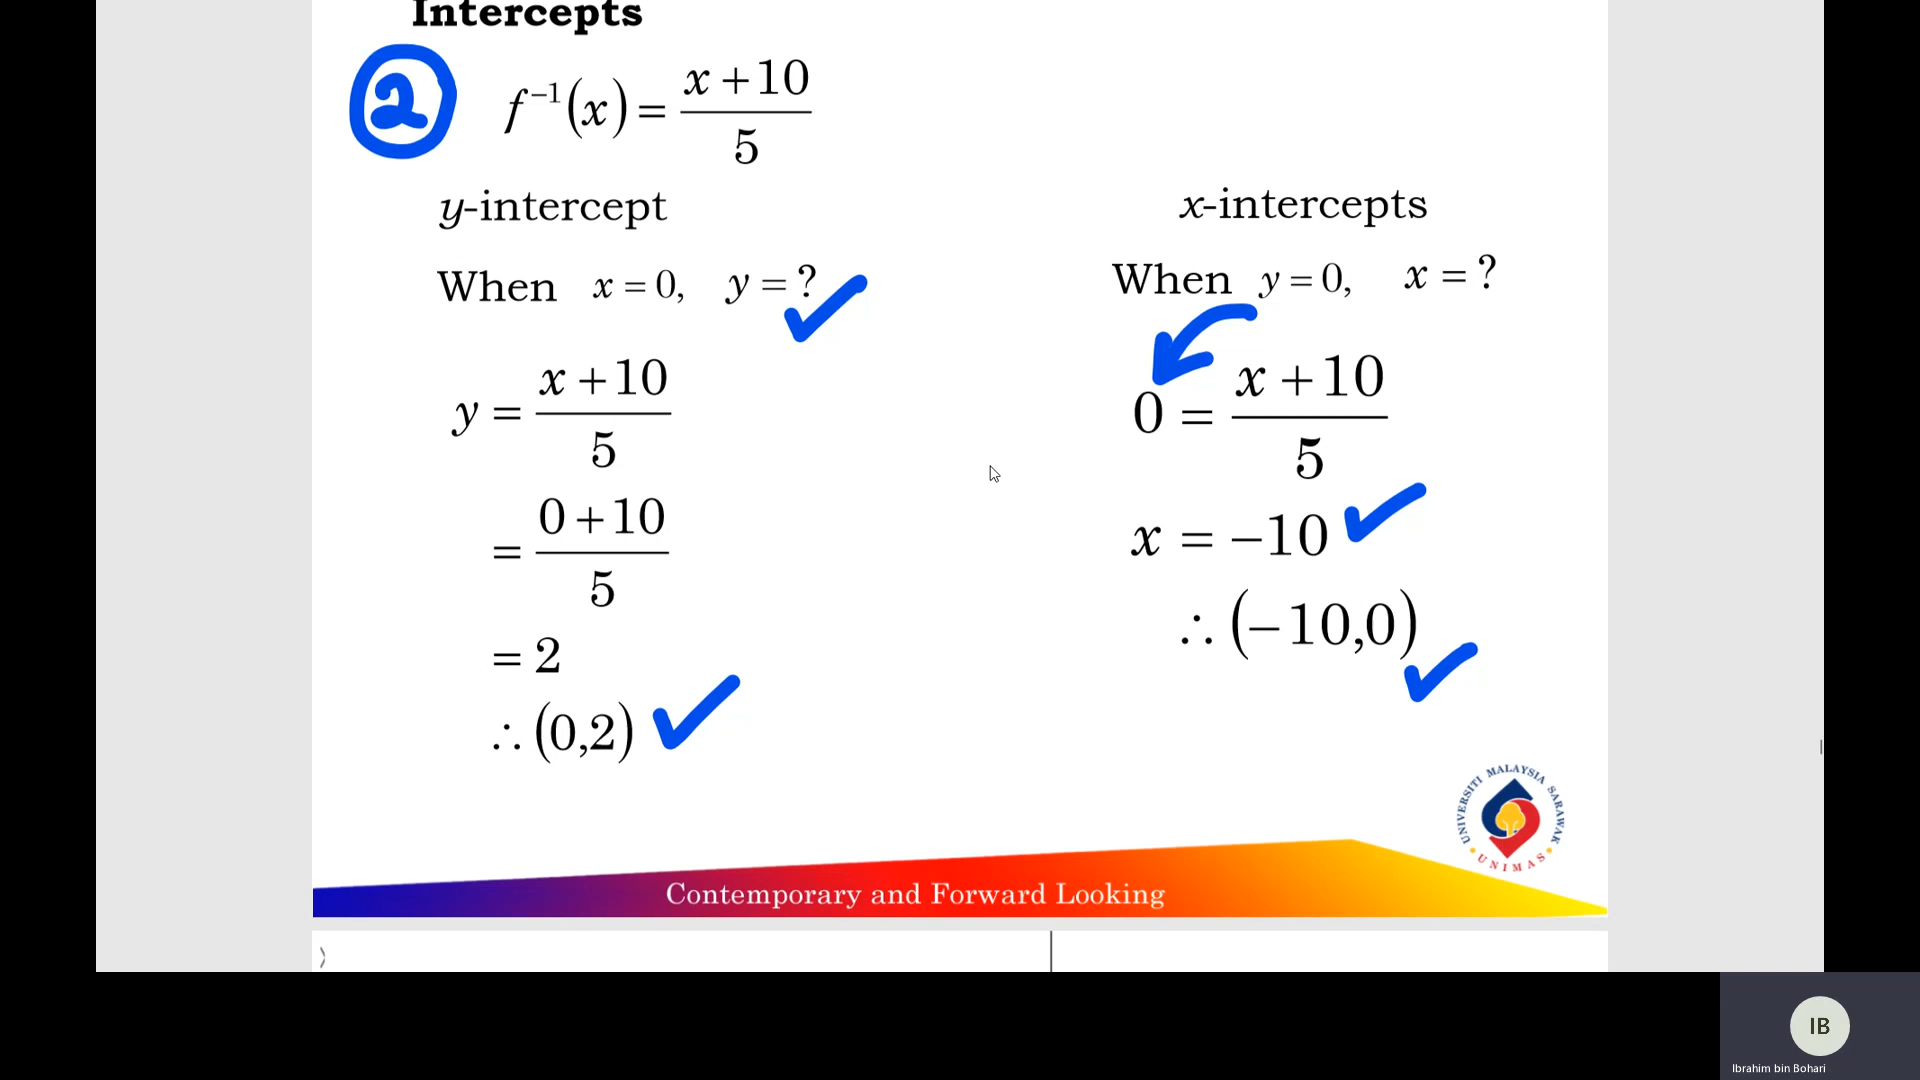 Intercepts
2
f⁻¹(x) = (x + 10)/5
y-intercept
When x = 0, y = ?
y = (x + 10)/5
= (0 + 10)/5
= 2
∴ (0,2)
x-intercepts
When y = 0, x = ?
0 = (x + 10)/5
x = −10
∴ (−10,0)
UNIVERSITI MALAYSIA SARAWAK
UNIMAS
Contemporary and Forward Looking
IB
Ibrahim bin Bohari